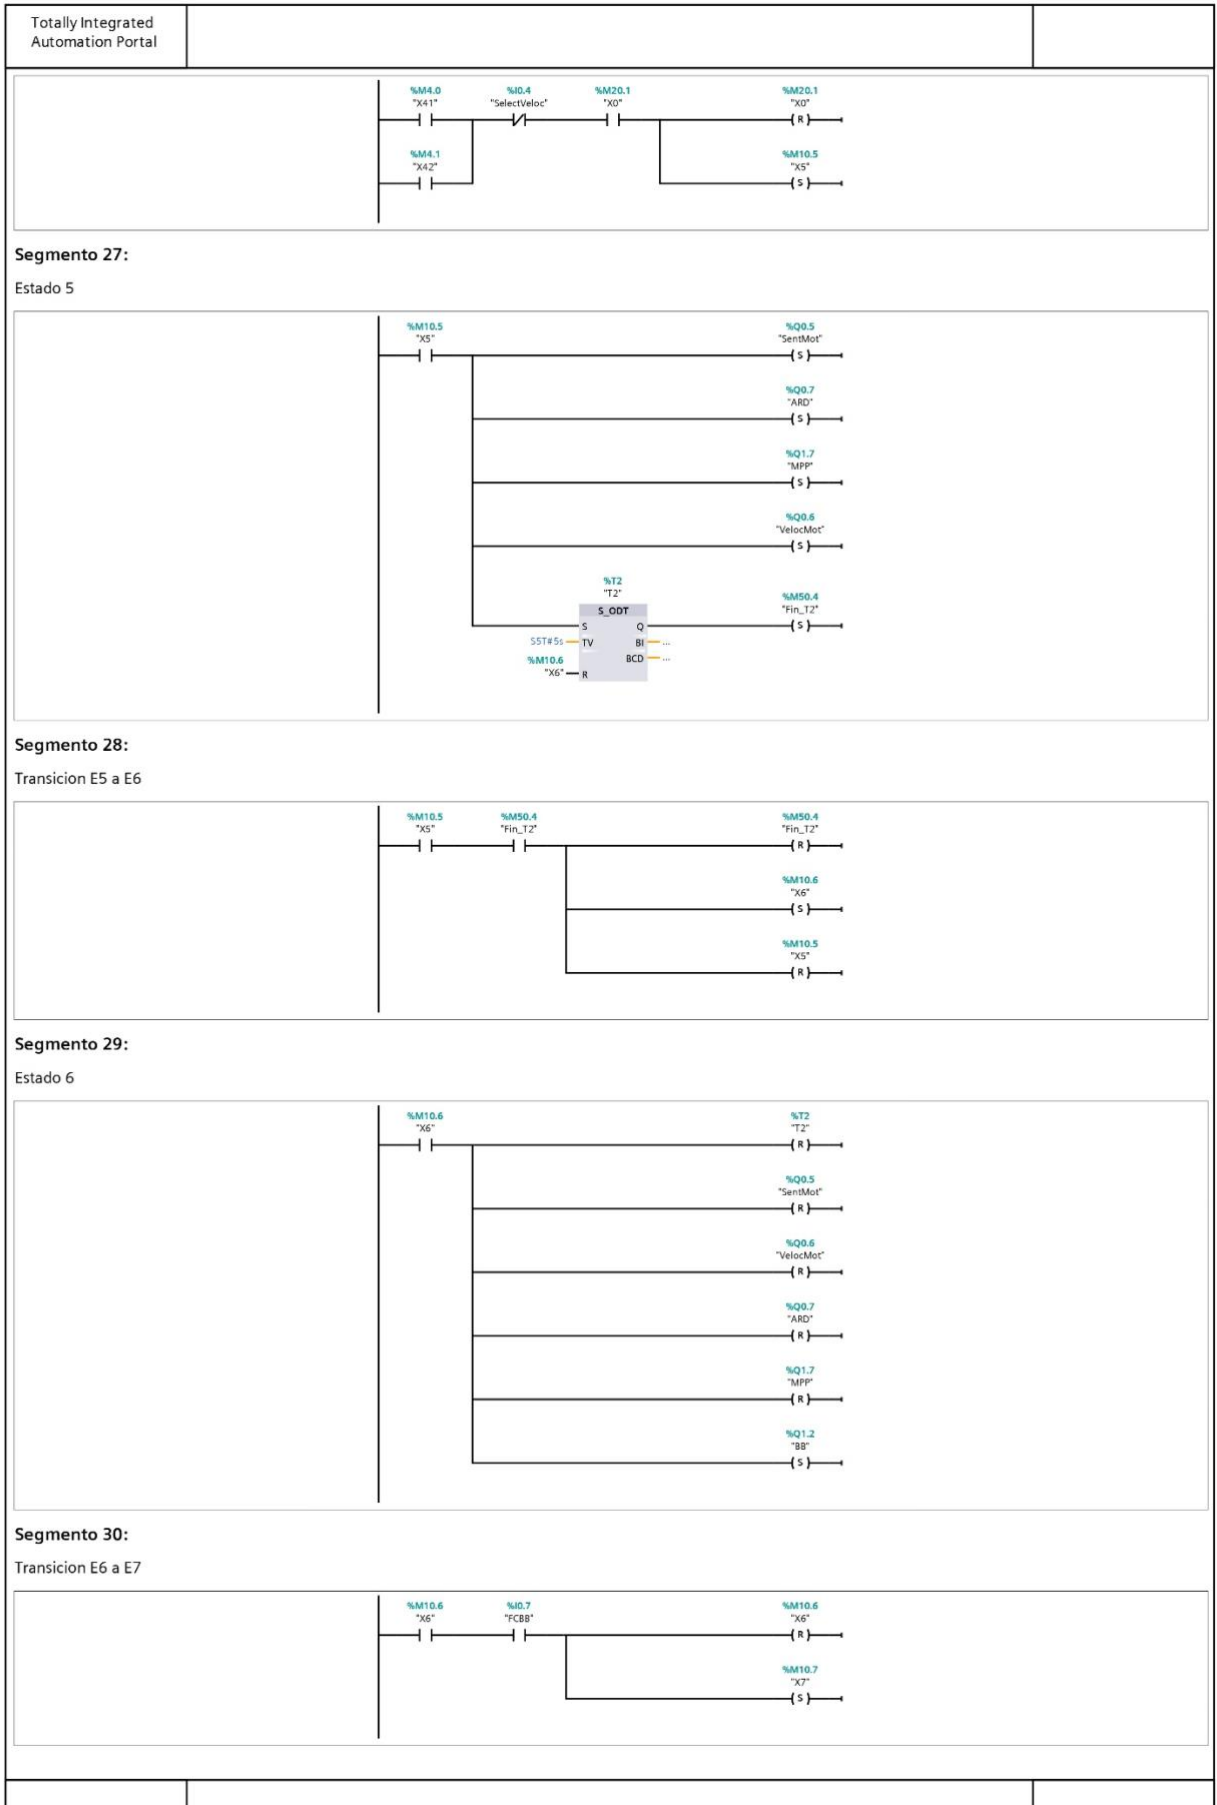 Totally Integrated
Automation Portal
%M4.0 %I0.4 %M20.1 %M20.1
"X41" "SelectVeloc" "X0" "X0"
R
%M4.1 %M10.5
"X42" "X5"
S
Segmento 27:
Estado 5
%M10.5 %Q0.5
"X5" "SentMot"
S
%Q0.7
"ARD"
S
%Q1.7
"MPP"
S
%Q0.6
"VelocMot"
S
%T2
"T2" %M50.4
S_ODT "Fin_T2"
S Q S
S5T#5s TV BI ...
%M10.6 BCD ...
"X6" R
Segmento 28:
Transicion E5 a E6
%M10.5 %M50.4 %M50.4
"X5" "Fin_T2" "Fin_T2"
R
%M10.6
"X6"
S
%M10.5
"X5"
R
Segmento 29:
Estado 6
%M10.6 %T2
"X6" "T2"
R
%Q0.5
"SentMot"
R
%Q0.6
"VelocMot"
R
%Q0.7
"ARD"
R
%Q1.7
"MPP"
R
%Q1.2
"BB"
S
Segmento 30:
Transicion E6 a E7
%M10.6 %I0.7 %M10.6
"X6" "FCBB" "X6"
R
%M10.7
"X7"
S